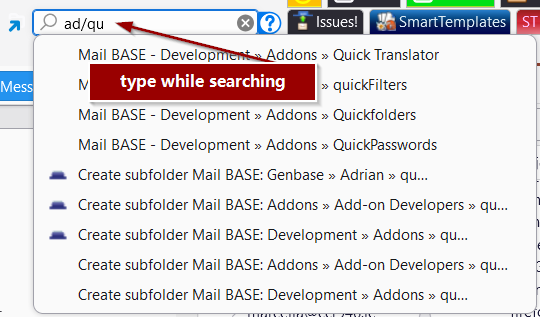 ad/qu
Issues!
SmartTemplates
ST
Mess
type while searching
Mail BASE - Development » Addons » Quick Translator
» quickFilters
Mail BASE - Development » Addons » Quickfolders
Mail BASE - Development » Addons » QuickPasswords
Create subfolder Mail BASE: Genbase » Adrian » qu...
Create subfolder Mail BASE: Addons » Add-on Developers » qu...
Create subfolder Mail BASE: Development » Addons » qu...
Create subfolder Mail BASE: Addons » Add-on Developers » qu...
Create subfolder Mail BASE: Development » Addons » qu...